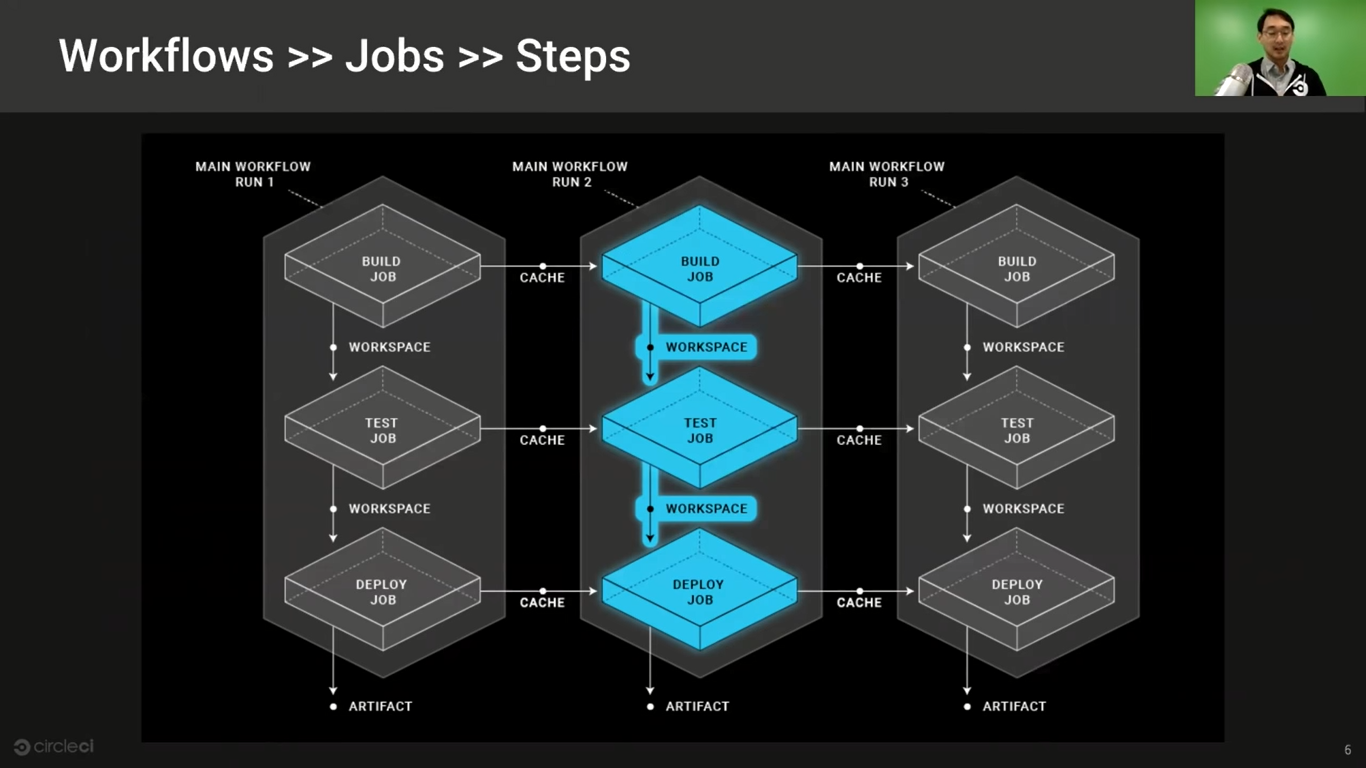 Workflows >> Jobs >> Steps
MAIN WORKFLOW
RUN 1
MAIN WORKFLOW
RUN 2
MAIN WORKFLOW
RUN 3
BUILD
JOB
CACHE
BUILD
JOB
CACHE
BUILD
JOB
WORKSPACE
WORKSPACE
WORKSPACE
TEST
JOB
CACHE
TEST
JOB
CACHE
TEST
JOB
WORKSPACE
WORKSPACE
WORKSPACE
DEPLOY
JOB
CACHE
DEPLOY
JOB
CACHE
DEPLOY
JOB
ARTIFACT
ARTIFACT
ARTIFACT
circleci
6